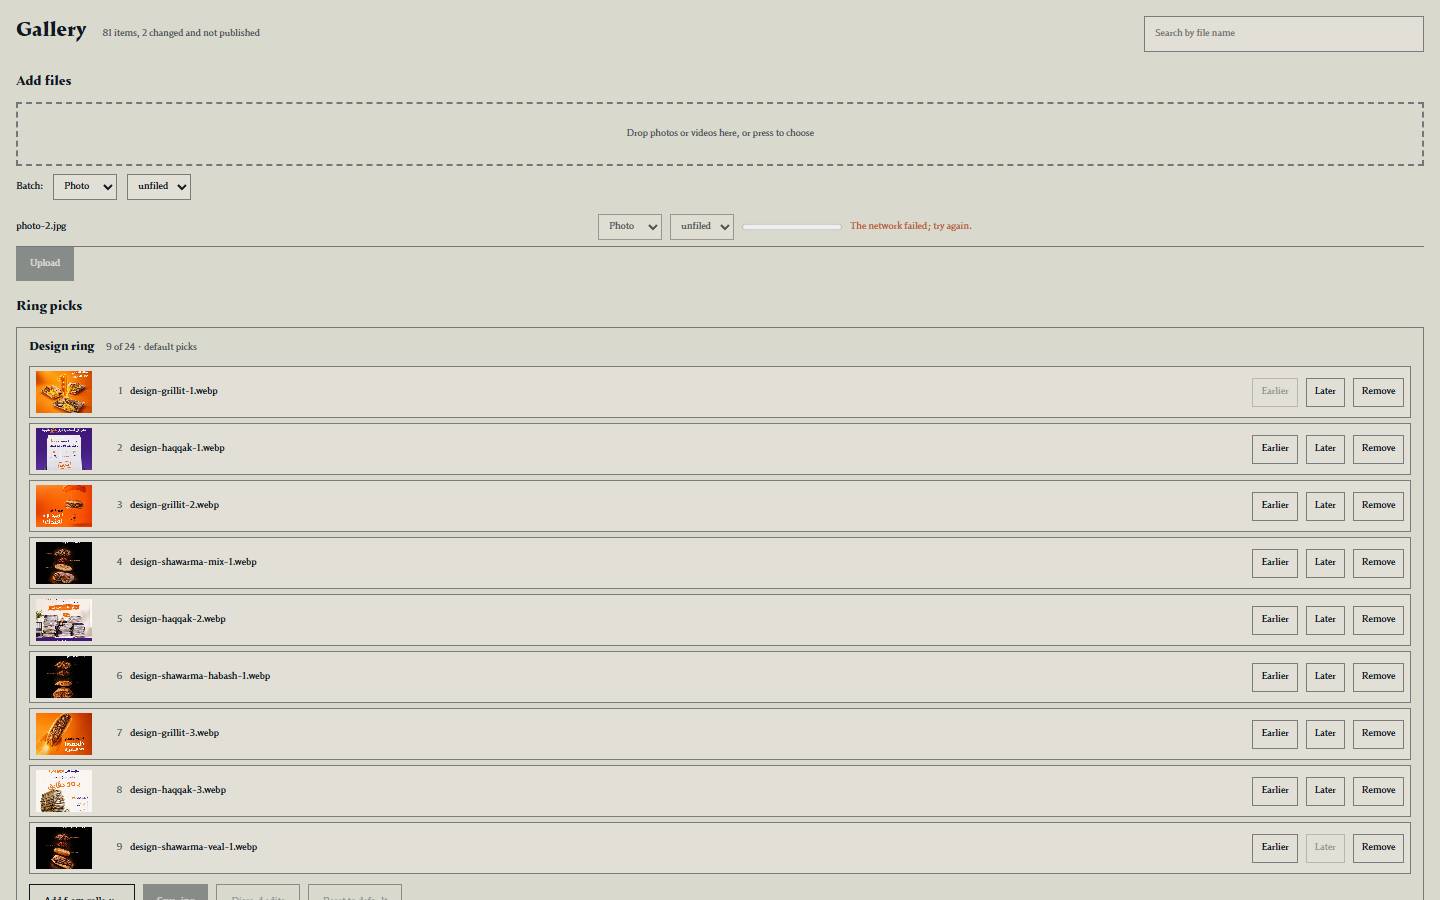 Gallery
81 items, 2 changed and not published
Search by file name
Add files
Drop photos or videos here, or press to choose
Batch: Photo unfiled
photo-2.jpg Photo unfiled The network failed; try again.
Upload
Ring picks
Design ring 9 of 24 · default picks
1 design-grillit-1.webp Earlier Later Remove
2 design-haqqak-1.webp Earlier Later Remove
3 design-grillit-2.webp Earlier Later Remove
4 design-shawarma-mix-1.webp Earlier Later Remove
5 design-haqqak-2.webp Earlier Later Remove
6 design-shawarma-habash-1.webp Earlier Later Remove
7 design-grillit-3.webp Earlier Later Remove
8 design-haqqak-3.webp Earlier Later Remove
9 design-shawarma-veal-1.webp Earlier Later Remove